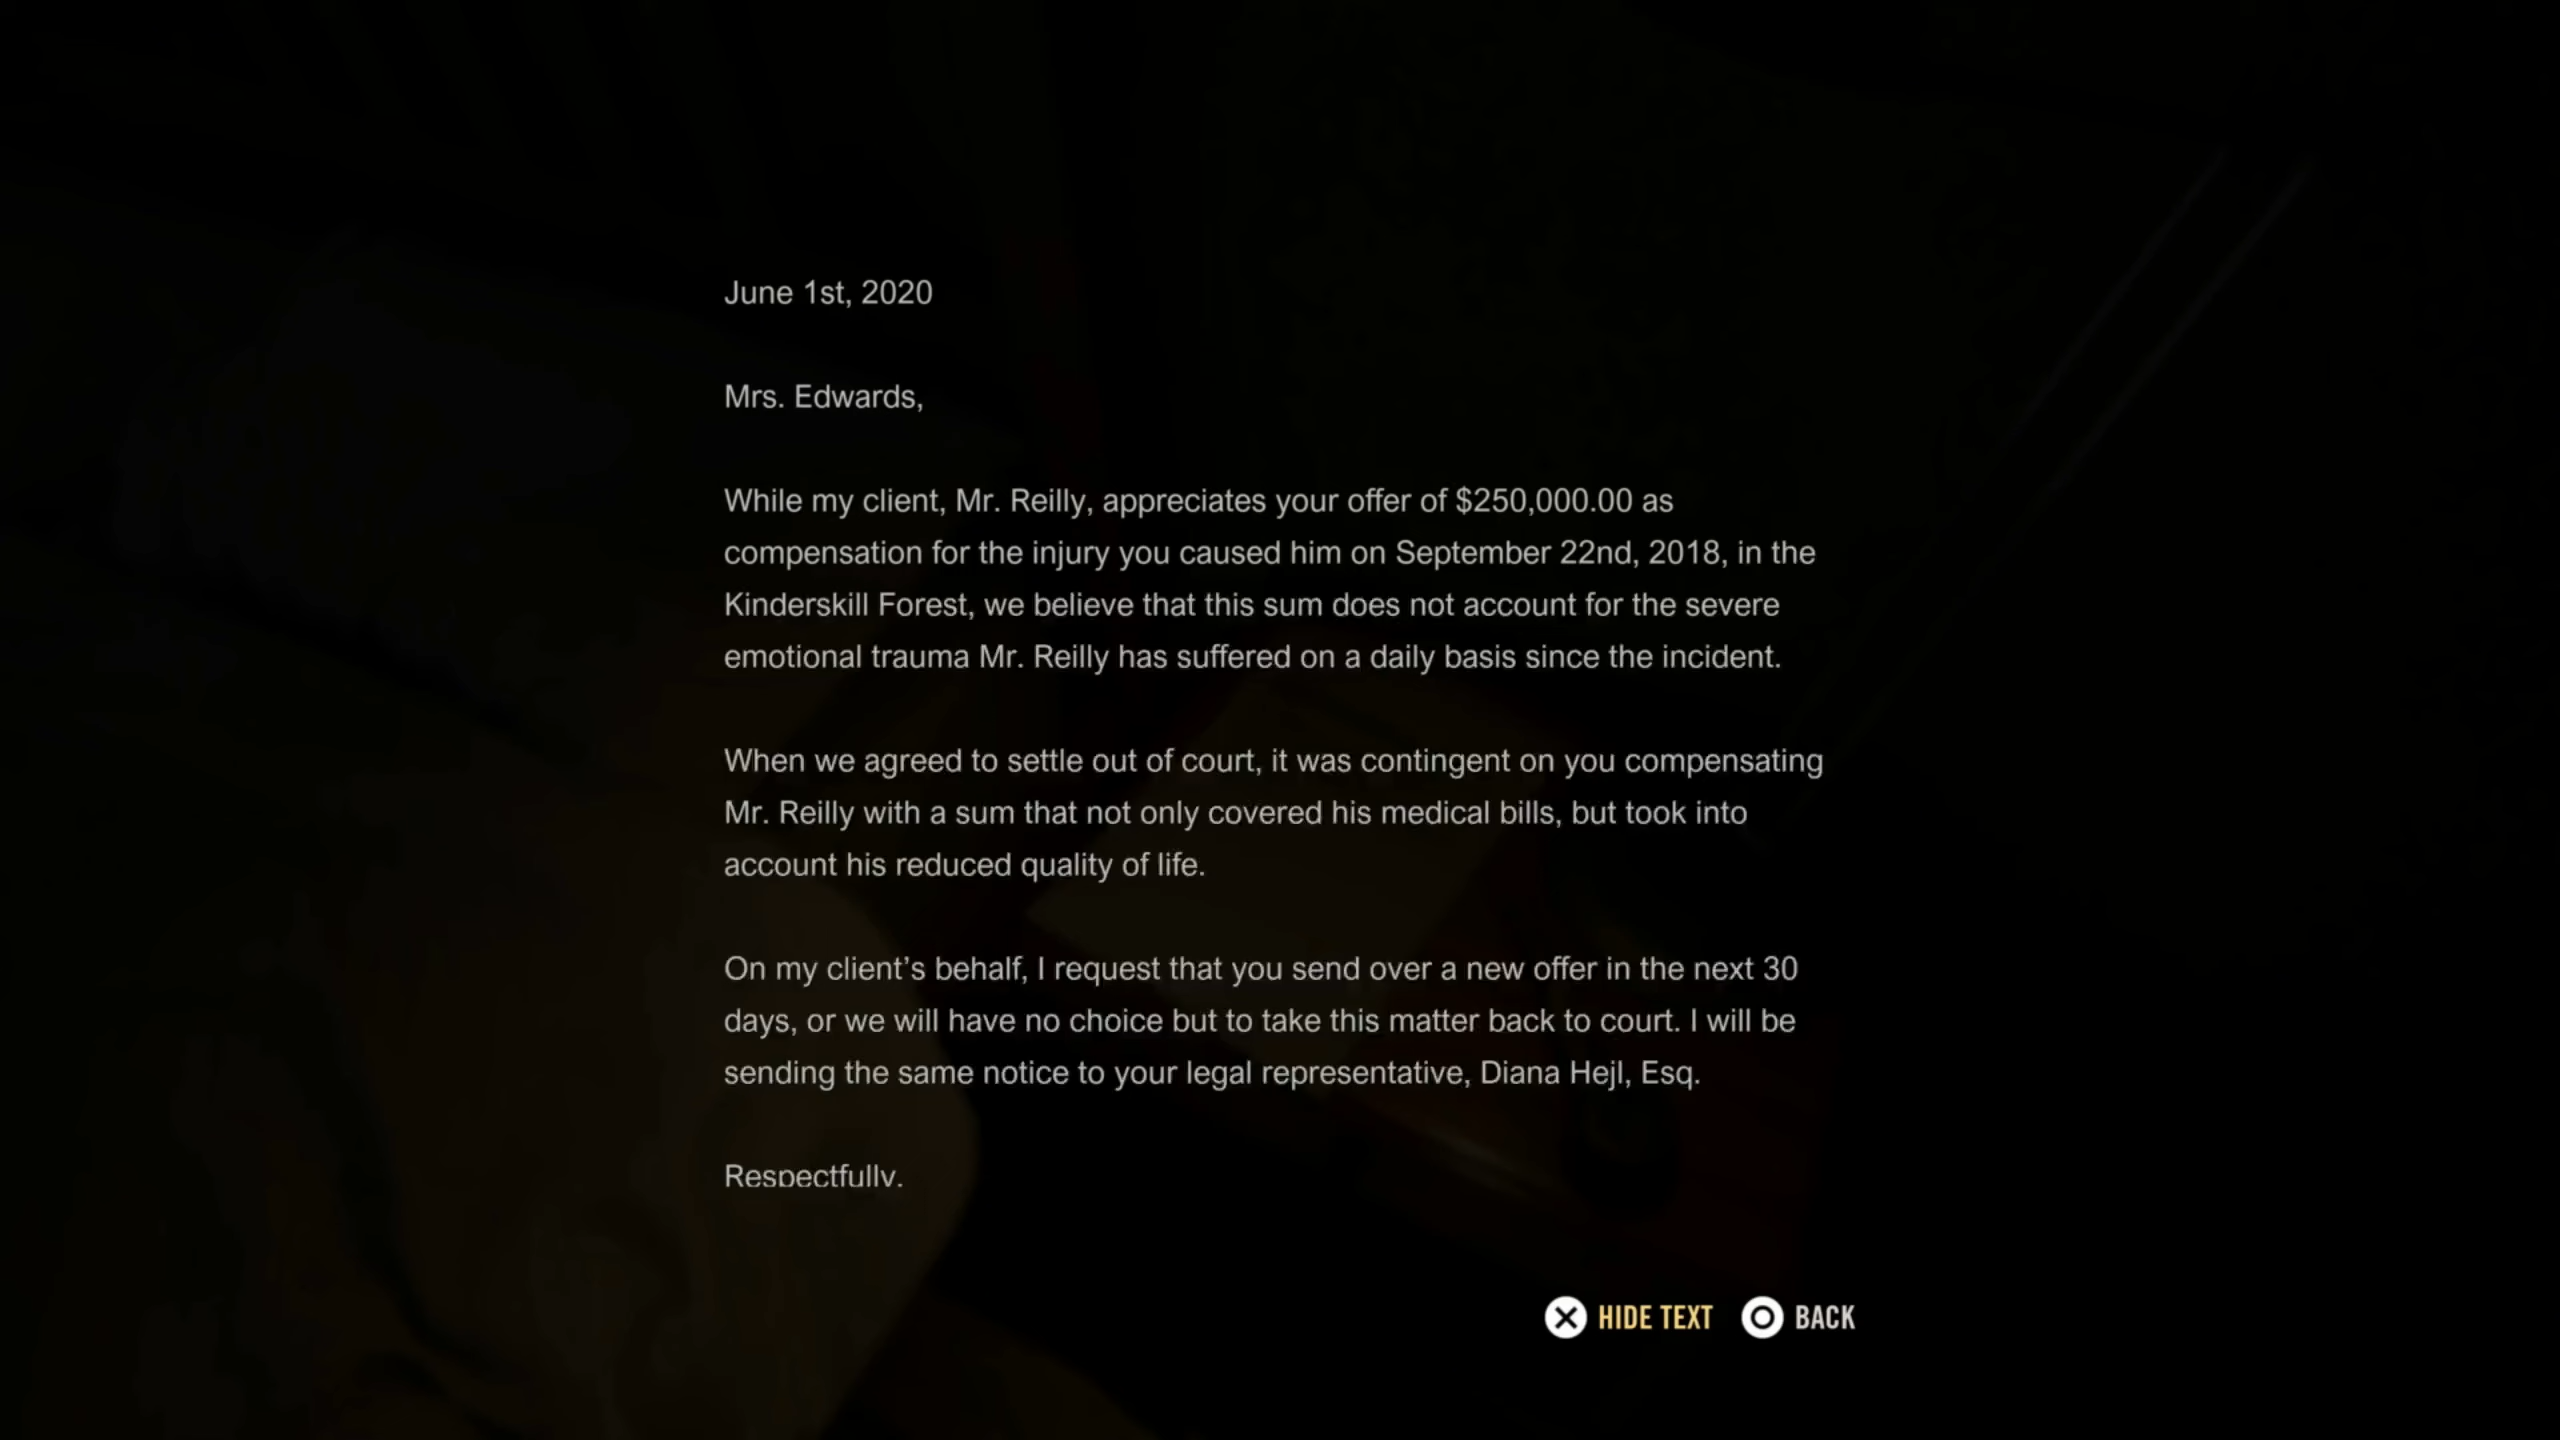 June 1st, 2020
Mrs. Edwards,
While my client, Mr. Reilly, appreciates your offer of $250,000.00 as
compensation for the injury you caused him on September 22nd, 2018, in the
Kinderskill Forest, we believe that this sum does not account for the severe
emotional trauma Mr. Reilly has suffered on a daily basis since the incident.
When we agreed to settle out of court, it was contingent on you compensating
Mr. Reilly with a sum that not only covered his medical bills, but took into
account his reduced quality of life.
On my client’s behalf, I request that you send over a new offer in the next 30
days, or we will have no choice but to take this matter back to court. I will be
sending the same notice to your legal representative, Diana Hejl, Esq.
Respectfully,
HIDE TEXT BACK